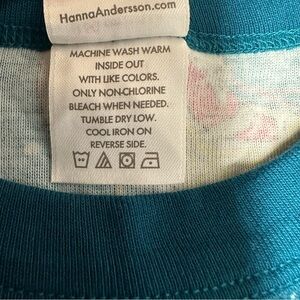 HannaAndersson.com
MACHINE WASH WARM
INSIDE OUT
WITH LIKE COLORS.
ONLY NON-CHLORINE
BLEACH WHEN NEEDED.
TUMBLE DRY LOW.
COOL IRON ON
REVERSE SIDE.